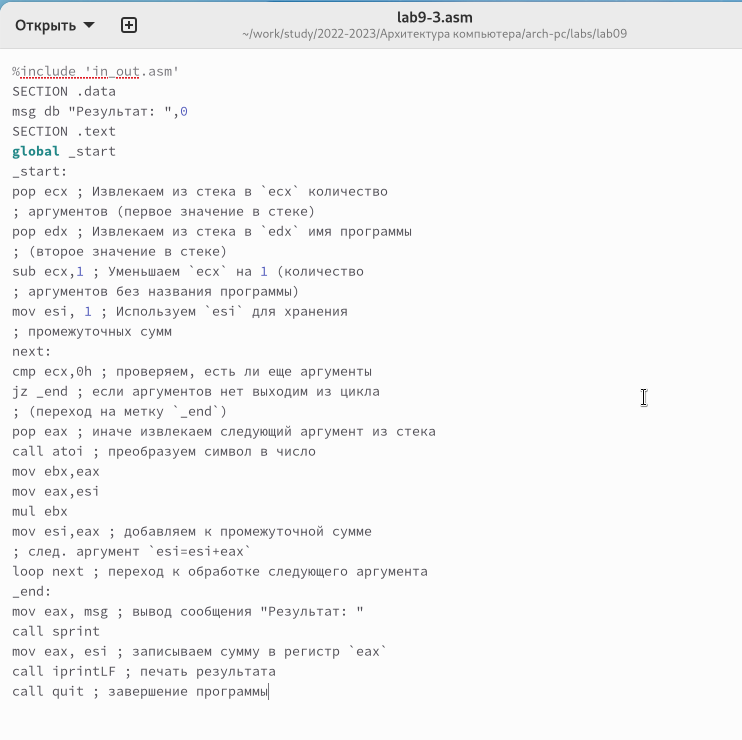 Открыть
lab9-3.asm
~/work/study/2022-2023/Архитектура компьютера/arch-pc/labs/lab09
%include 'in_out.asm'
SECTION .data
msg db "Результат: ",0
SECTION .text
global _start
_start:
pop ecx ; Извлекаем из стека в `ecx` количество
; аргументов (первое значение в стеке)
pop edx ; Извлекаем из стека в `edx` имя программы
; (второе значение в стеке)
sub ecx,1 ; Уменьшаем `ecx` на 1 (количество
; аргументов без названия программы)
mov esi, 1 ; Используем `esi` для хранения
; промежуточных сумм
next:
cmp ecx,0h ; проверяем, есть ли еще аргументы
jz _end ; если аргументов нет выходим из цикла
; (переход на метку `_end`)
pop eax ; иначе извлекаем следующий аргумент из стека
call atoi ; преобразуем символ в число
mov ebx,eax
mov eax,esi
mul ebx
mov esi,eax ; добавляем к промежуточной сумме
; след. аргумент `esi=esi+eax`
loop next ; переход к обработке следующего аргумента
_end:
mov eax, msg ; вывод сообщения "Результат: "
call sprint
mov eax, esi ; записываем сумму в регистр `eax`
call iprintLF ; печать результата
call quit ; завершение программы